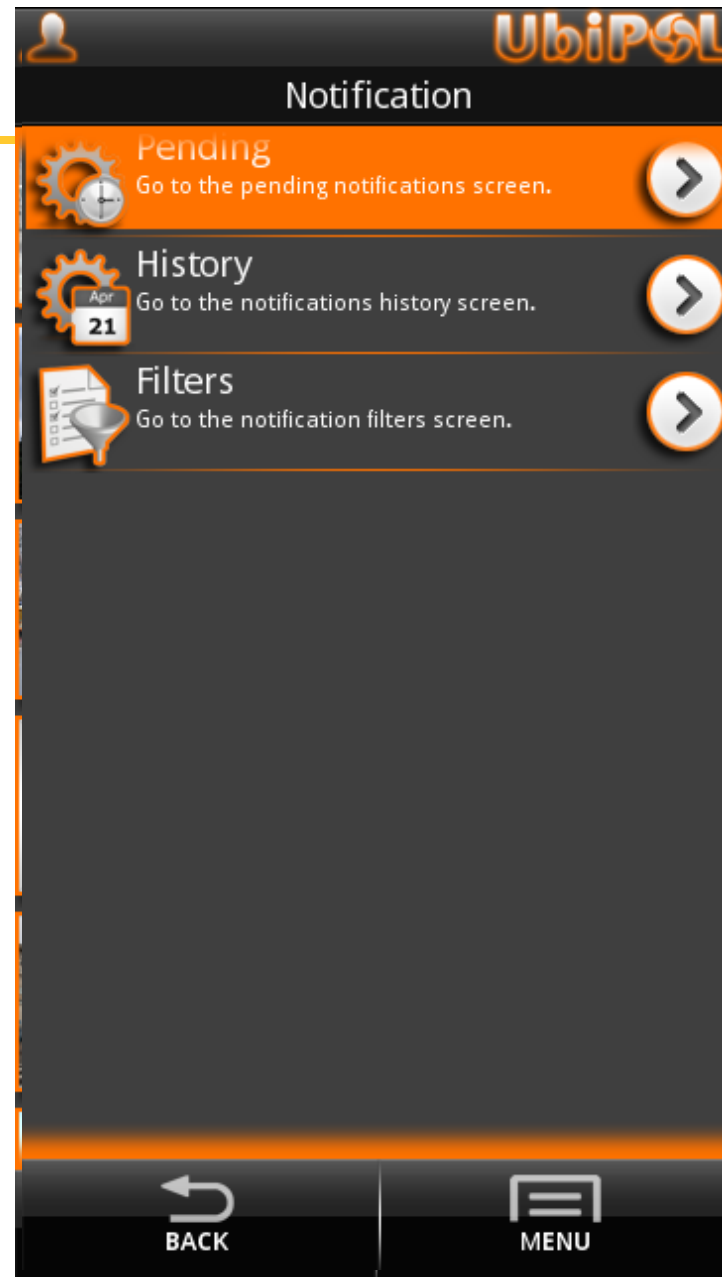 UbiPOL
Notification
Pending
Go to the pending notifications screen.
History
Go to the notifications history screen.
Apr
21
Filters
Go to the notification filters screen.
BACK
MENU